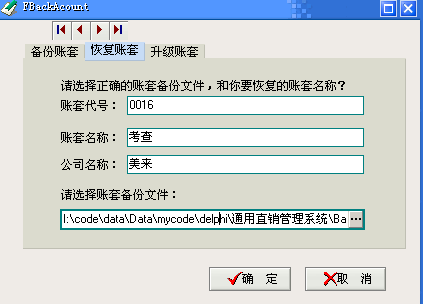 FBackAcount
备份账套 恢复账套 升级账套
请选择正确的账套备份文件，和你要恢复的账套名称？
账套代号： 0016
账套名称： 考查
公司名称： 美来
请选择账套备份文件：
I:\code\data\Data\mycode\delphi\通用直销管理系统\Ba ...
确 定 取 消